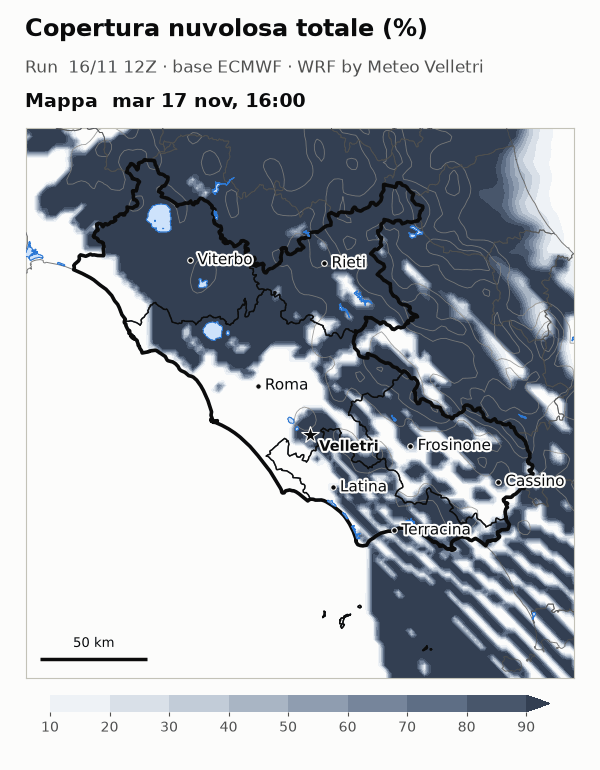 Copertura nuvolosa totale (%)
Run 16/11 12Z · base ECMWF · WRF by Meteo Velletri
Mappa mar 17 nov, 16:00
Viterbo
Rieti
Roma
Velletri
Frosinone
Latina
Cassino
Terracina
50 km
10 20 30 40 50 60 70 80 90